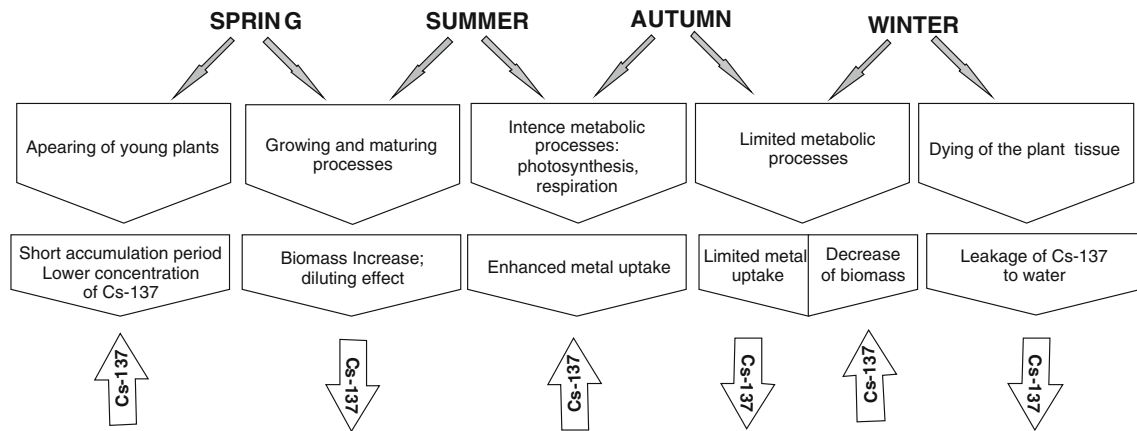 SPRING
SUMMER
AUTUMN
WINTER
Apearing of young plants
Growing and maturing
processes
Intence metabolic
processes:
photosynthesis,
respiration
Limited metabolic
processes
Dying of the plant tissue
Short accumulation period
Lower concentration
of Cs-137
Biomass Increase;
diluting effect
Enhanced metal uptake
Limited metal
uptake
Decrease
of biomass
Leakage of Cs-137
to water
Cs-137
Cs-137
Cs-137
Cs-137
Cs-137
Cs-137